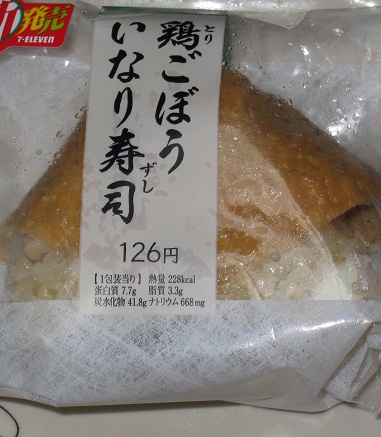 発売
7-ELEVEN
とり
鶏ごぼう
いなり寿司
ずし
126円
【1包装当り】 熱量 228kcal
蛋白質 7.7g 脂質 3.3g
炭水化物 41.8g ナトリウム 668mg